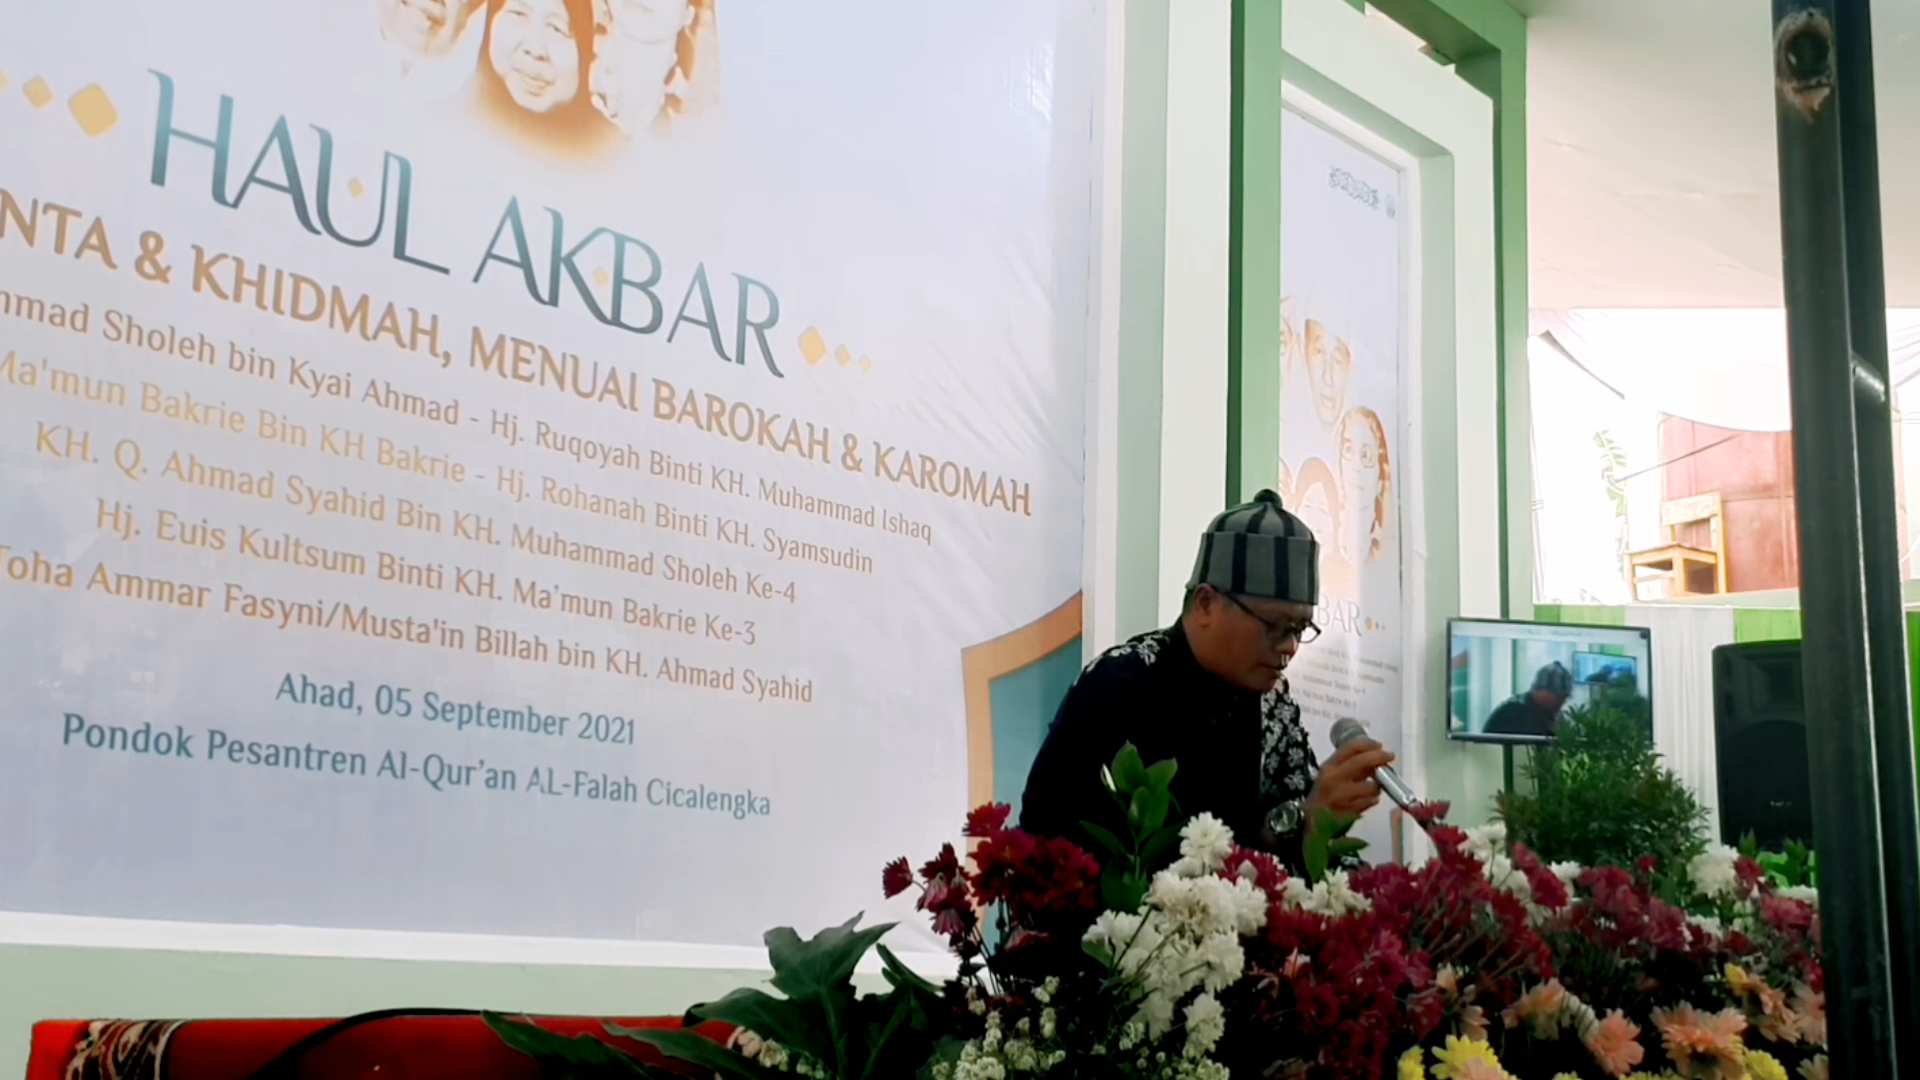 HAUL AKBAR
& KHIDMAH, MENUAI BAROKAH & KAROMAH
Sholeh bin Kyai Ahmad - Hj. Ruqoyah Binti KH. Muhammad Ishaq
Ma'mun Bakrie Bin KH Bakrie - Hj. Rohanah Binti KH. Syamsudin
KH. Q. Ahmad Syahid Bin KH. Muhammad Sholeh Ke-4
Hj. Euis Kultsum Binti KH. Ma'mun Bakrie Ke-3
Toha Ammar Fasyni/Musta'in Billah bin KH. Ahmad Syahid
Ahad, 05 September 2021
Pondok Pesantren Al-Qur'an AL-Falah Cicalengka
BAR